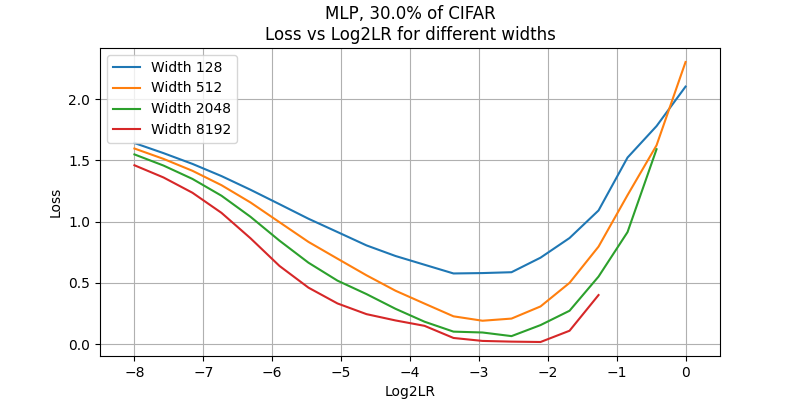 MLP, 30.0% of CIFAR
Loss vs Log2LR for different widths
Width 128
Width 512
Width 2048
Width 8192
Loss
2.0
1.5
1.0
0.5
0.0
−8 −7 −6 −5 −4 −3 −2 −1 0
Log2LR